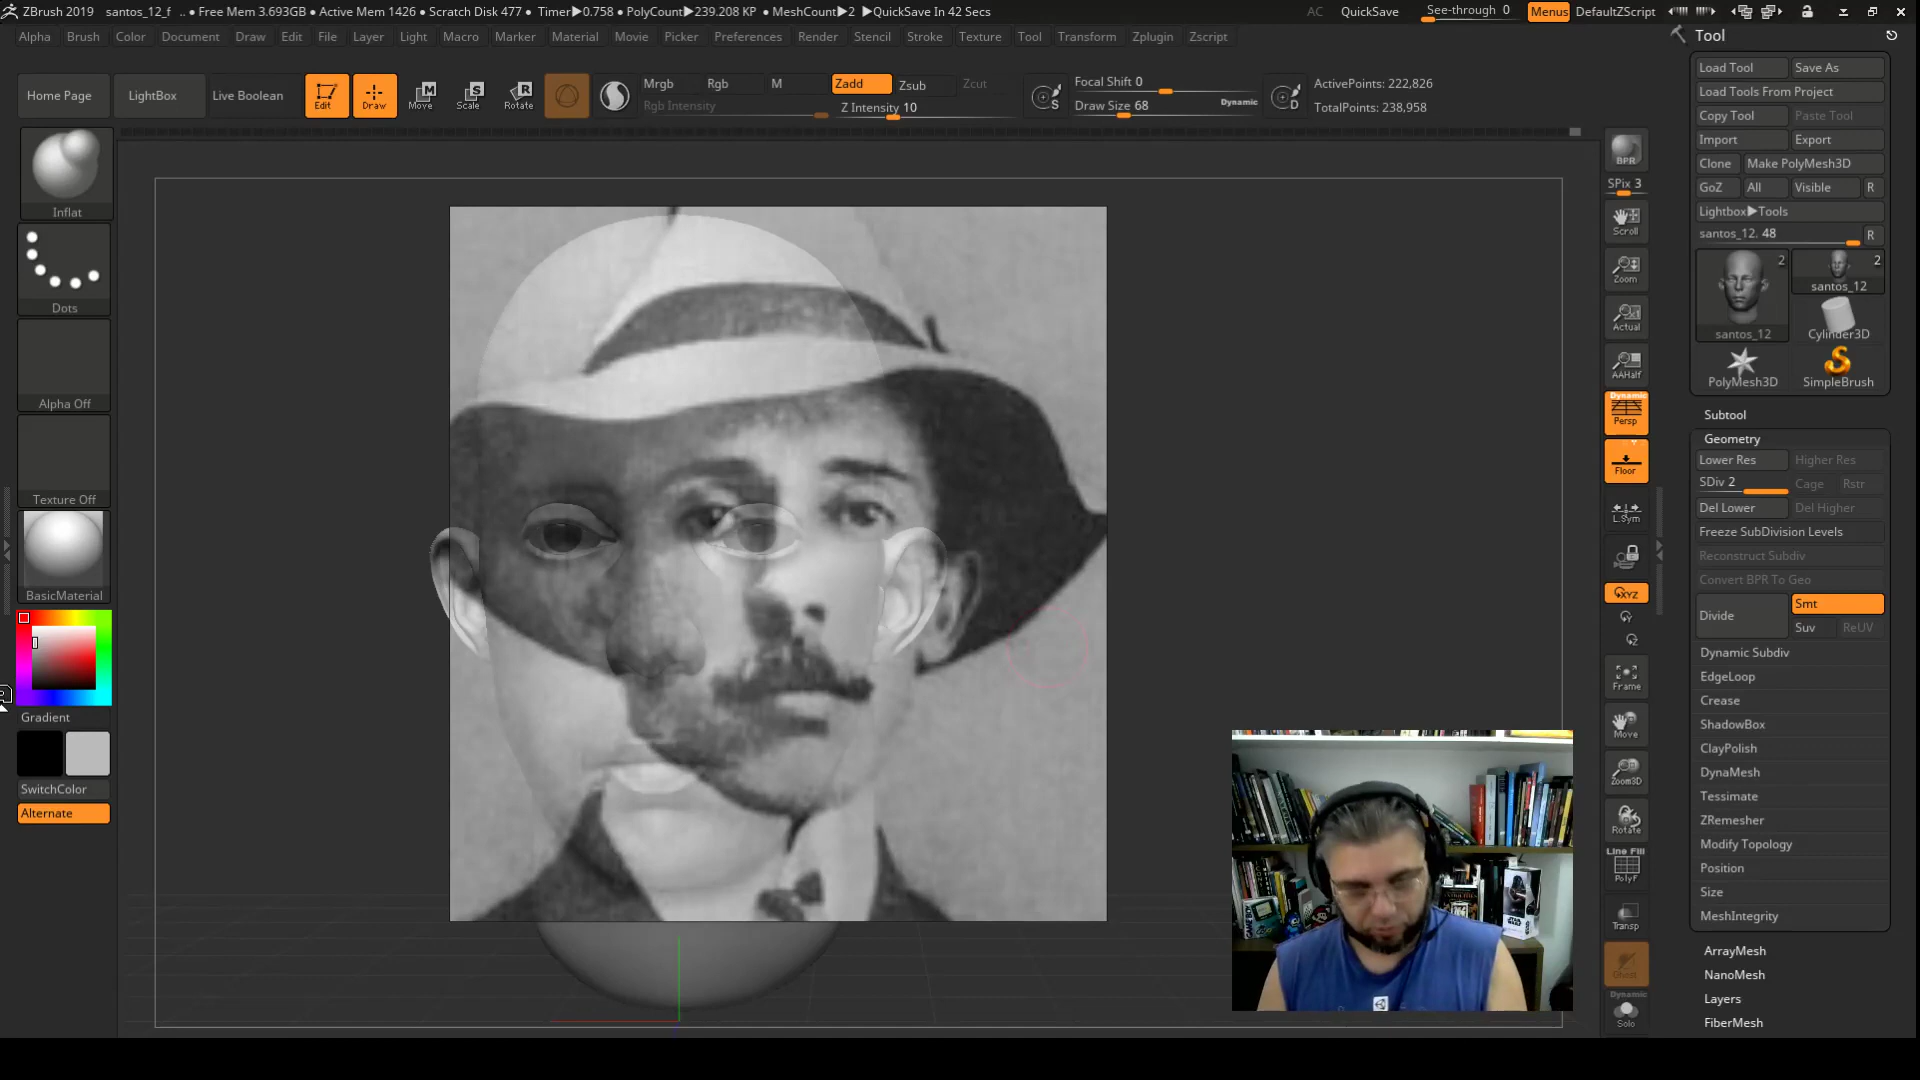 ZBrush 2019 santos_12_f .. ● Free Mem 3.693GB ● Active Mem 1426 ● Scratch Disk 477 ● Timer▶0.758 ● PolyCount▶239.208 KP ● MeshCount▶2 ▶QuickSave In 42 Secs AC QuickSave See-through 0 Menus DefaultZScript
Alpha Brush Color Document Draw Edit File Layer Light Macro Marker Material Movie Picker Preferences Render Stencil Stroke Texture Tool Transform Zplugin Zscript
Home Page LightBox Live Boolean Edit Draw Move Scale Rotate
Mrgb Rgb M Zadd Zsub Zcut
Rgb Intensity Z Intensity 10
Focal Shift 0
Draw Size 68 Dynamic
ActivePoints: 222,826
TotalPoints: 238,958
Inflat
Dots
Alpha Off
Texture Off
BasicMaterial
Gradient
SwitchColor
Alternate
BPR
SPix 3
Scroll
Zoom
Actual
AAHalf
Dynamic
Persp
Floor
L.Sym
XYZ
Frame
Move
Zoom3D
Rotate
Line Fill
PolyF
Transp
Ghost
Dynamic
Solo
Tool
Load Tool Save As
Load Tools From Project
Copy Tool Paste Tool
Import Export
Clone Make PolyMesh3D
GoZ All Visible R
Lightbox▶Tools
santos_12. 48 R
2 2
santos_12
santos_12 Cylinder3D
PolyMesh3D SimpleBrush
Subtool
Geometry
Lower Res Higher Res
SDiv 2 Cage Rstr
Del Lower Del Higher
Freeze SubDivision Levels
Reconstruct Subdiv
Convert BPR To Geo
Divide Smt
Suv ReUV
Dynamic Subdiv
EdgeLoop
Crease
ShadowBox
ClayPolish
DynaMesh
Tessimate
ZRemesher
Modify Topology
Position
Size
MeshIntegrity
ArrayMesh
NanoMesh
Layers
FiberMesh